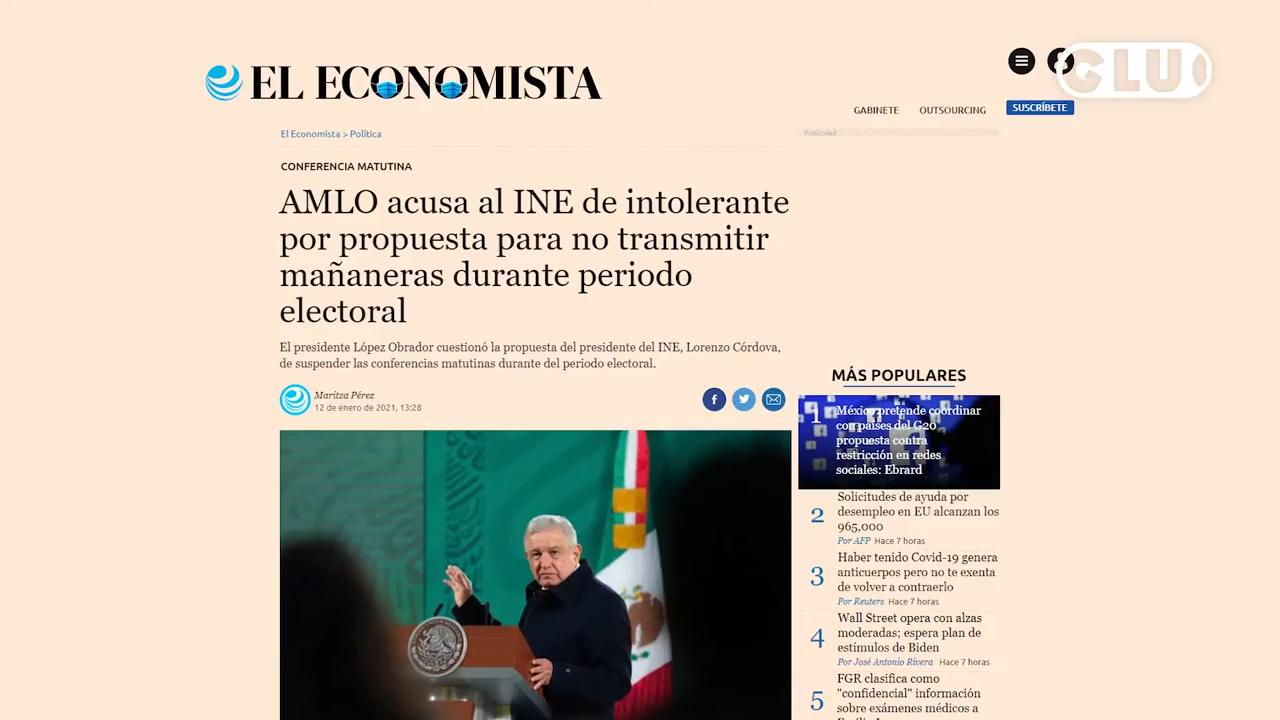 EL ECONOMISTA
CLU
GABINETE
OUTSOURCING
SUSCRÍBETE
El Economista > Política
Publicidad
CONFERENCIA MATUTINA
AMLO acusa al INE de intolerante
por propuesta para no transmitir
mañaneras durante periodo
electoral
El presidente López Obrador cuestionó la propuesta del presidente del INE, Lorenzo Córdova,
de suspender las conferencias matutinas durante del periodo electoral.
Maritza Pérez
12 de enero de 2021, 13:28
MÁS POPULARES
1
México pretende coordinar
con países del G20
propuesta contra
restricción en redes
sociales: Ebrard
2
Solicitudes de ayuda por
desempleo en EU alcanzan los
965,000
Por AFP Hace 7 horas
3
Haber tenido Covid-19 genera
anticuerpos pero no te exenta
de volver a contraerlo
Por Reuters Hace 7 horas
4
Wall Street opera con alzas
moderadas; espera plan de
estímulos de Biden
Por José Antonio Rivera Hace 7 horas
5
FGR clasifica como
"confidencial" información
sobre exámenes médicos a